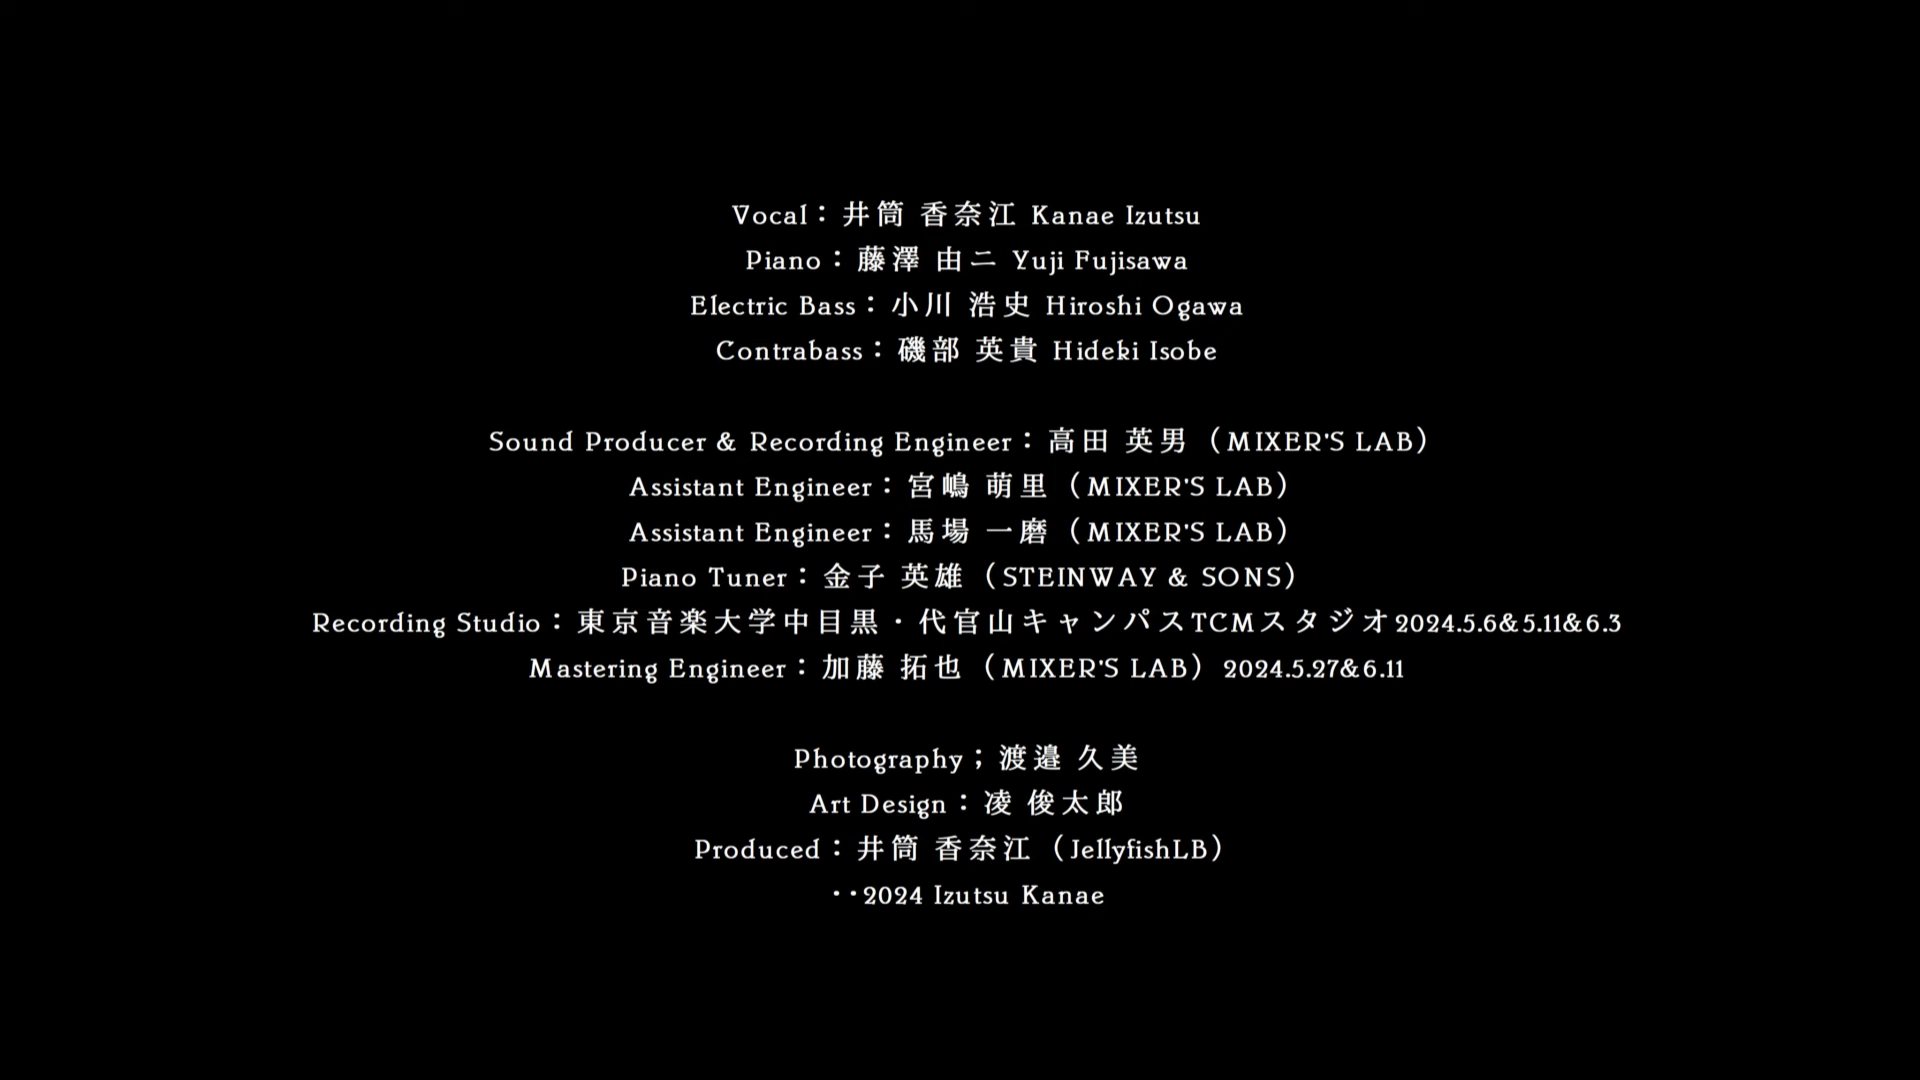 Vocal：井筒 香奈江 Kanae Izutsu
Piano：藤澤 由二 Yuji Fujisawa
Electric Bass：小川 浩史 Hiroshi Ogawa
Contrabass：磯部 英貴 Hideki Isobe
Sound Producer & Recording Engineer：高田 英男（MIXER'S LAB）
Assistant Engineer：宮嶋 萌里（MIXER'S LAB）
Assistant Engineer：馬場 一磨（MIXER'S LAB）
Piano Tuner：金子 英雄（STEINWAY & SONS）
Recording Studio：東京音楽大学中目黒・代官山キャンパスTCMスタジオ2024.5.6&5.11&6.3
Mastering Engineer：加藤 拓也（MIXER'S LAB）2024.5.27&6.11
Photography；渡邉 久美
Art Design：凌 俊太郎
Produced：井筒 香奈江（JellyfishLB）
・・2024 Izutsu Kanae